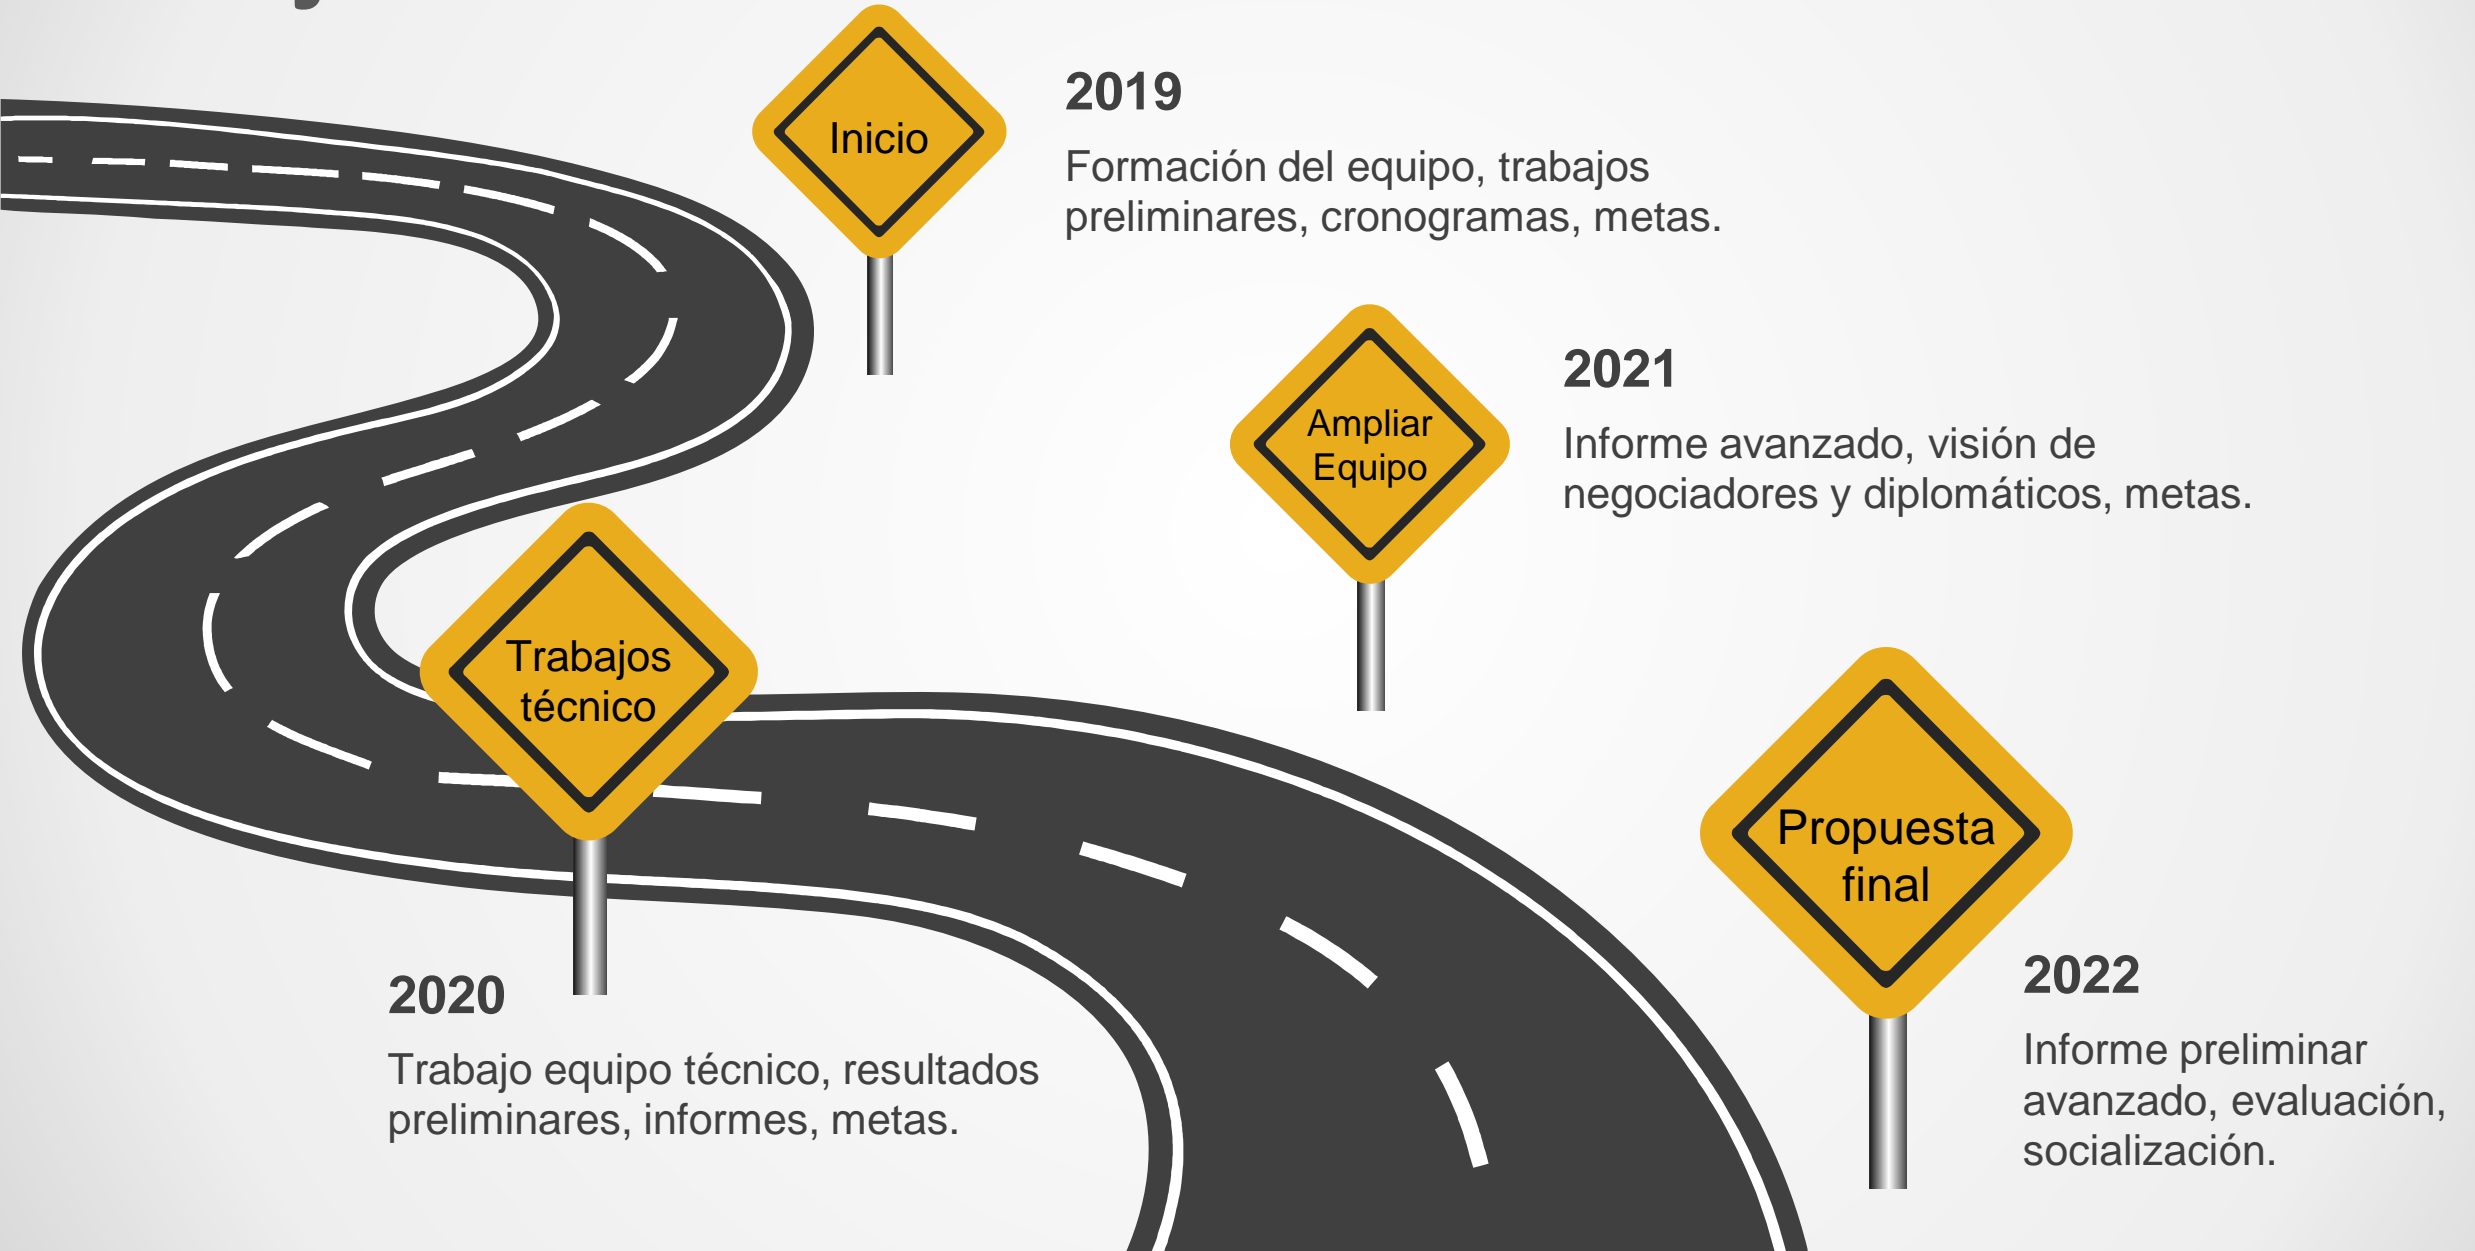 Inicio
2019
Formación del equipo, trabajos
preliminares, cronogramas, metas.
Ampliar
Equipo
2021
Informe avanzado, visión de
negociadores y diplomáticos, metas.
Trabajos
técnico
2020
Trabajo equipo técnico, resultados
preliminares, informes, metas.
Propuesta
final
2022
Informe preliminar
avanzado, evaluación,
socialización.